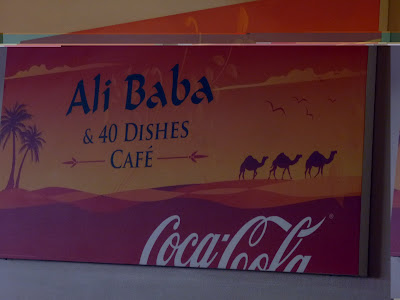 Ali Baba
& 40 DISHES
CAFÉ
Coca-Cola